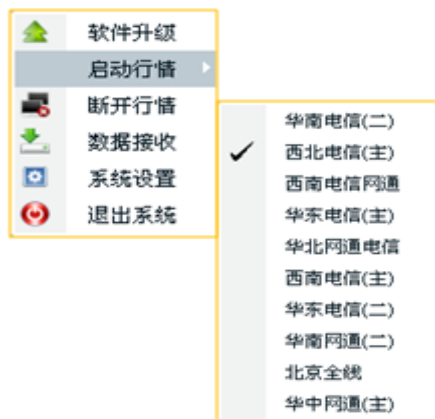 软件升级
启动行情
断开行情
数据接收
系统设置
退出系统
华南电信(二)
西北电信(主)
西南电信网通
华东电信(主)
华北网通电信
西南电信(主)
华东电信(二)
华南网通(二)
北京全线
华中网通(主)